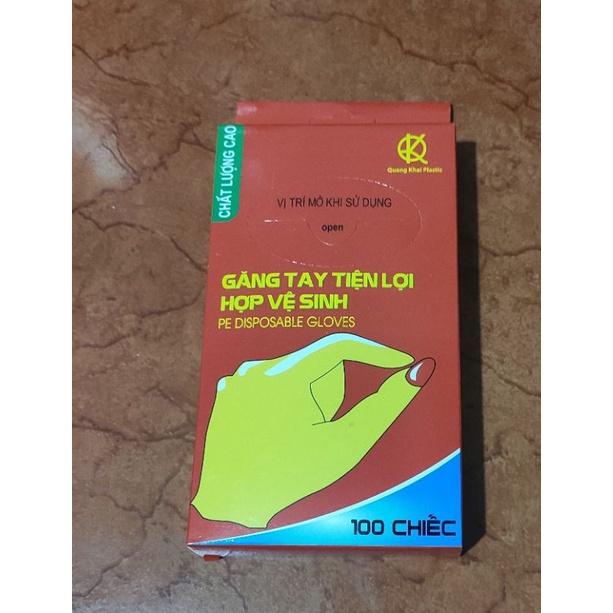 CHẤT LƯỢNG CAO
Quang Khai Plastic
VỊ TRÍ MỞ KHI SỬ DỤNG
open
GĂNG TAY TIỆN LỢI
HỢP VỆ SINH
PE DISPOSABLE GLOVES
100 CHIẾC